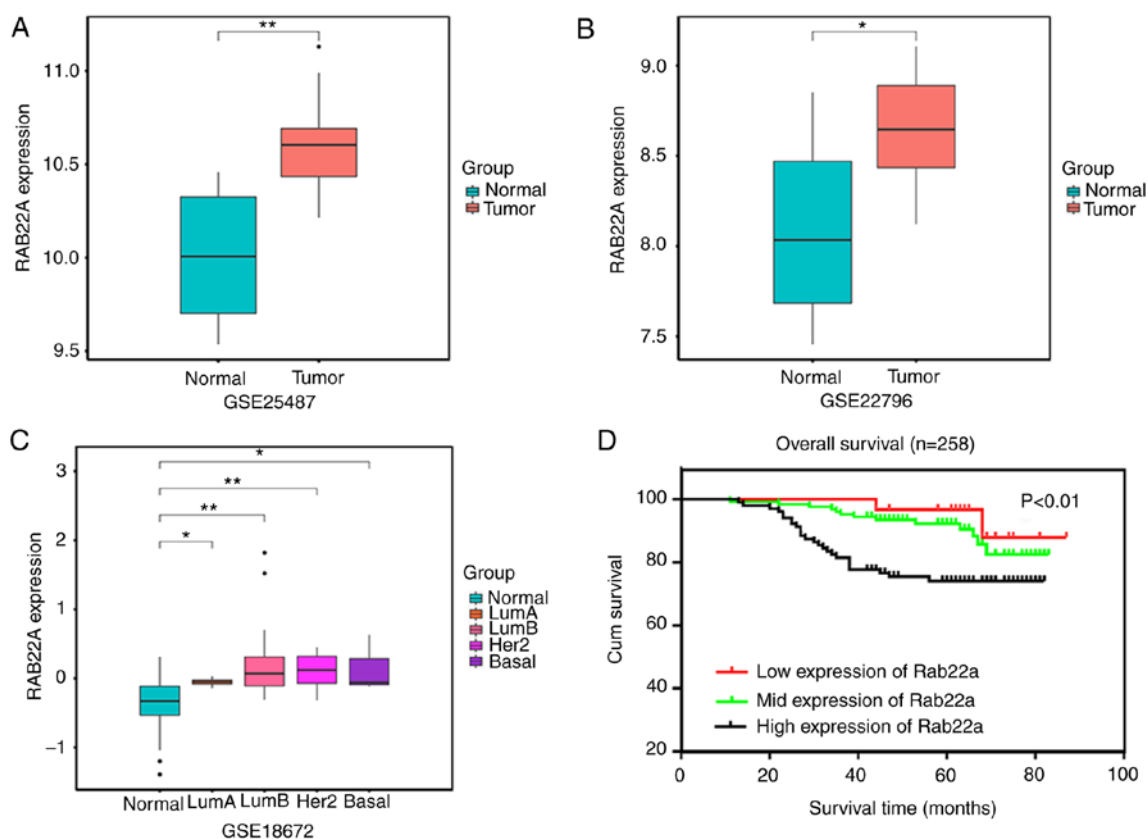 A
**
RAB22A expression
11.0
10.5
10.0
9.5
Normal Tumor
GSE25487
Group
Normal
Tumor
B
*
RAB22A expression
9.0
8.5
8.0
7.5
Normal Tumor
GSE22796
Group
Normal
Tumor
C
*
**
**
*
RAB22A expression
3
2
1
0
−1
Normal LumA LumB Her2 Basal
GSE18672
Group
Normal
LumA
LumB
Her2
Basal
D
Overall survival (n=258)
P<0.01
Cum survival
100
80
60
40
20
Low expression of Rab22a
Mid expression of Rab22a
High expression of Rab22a
0 20 40 60 80 100
Survival time (months)